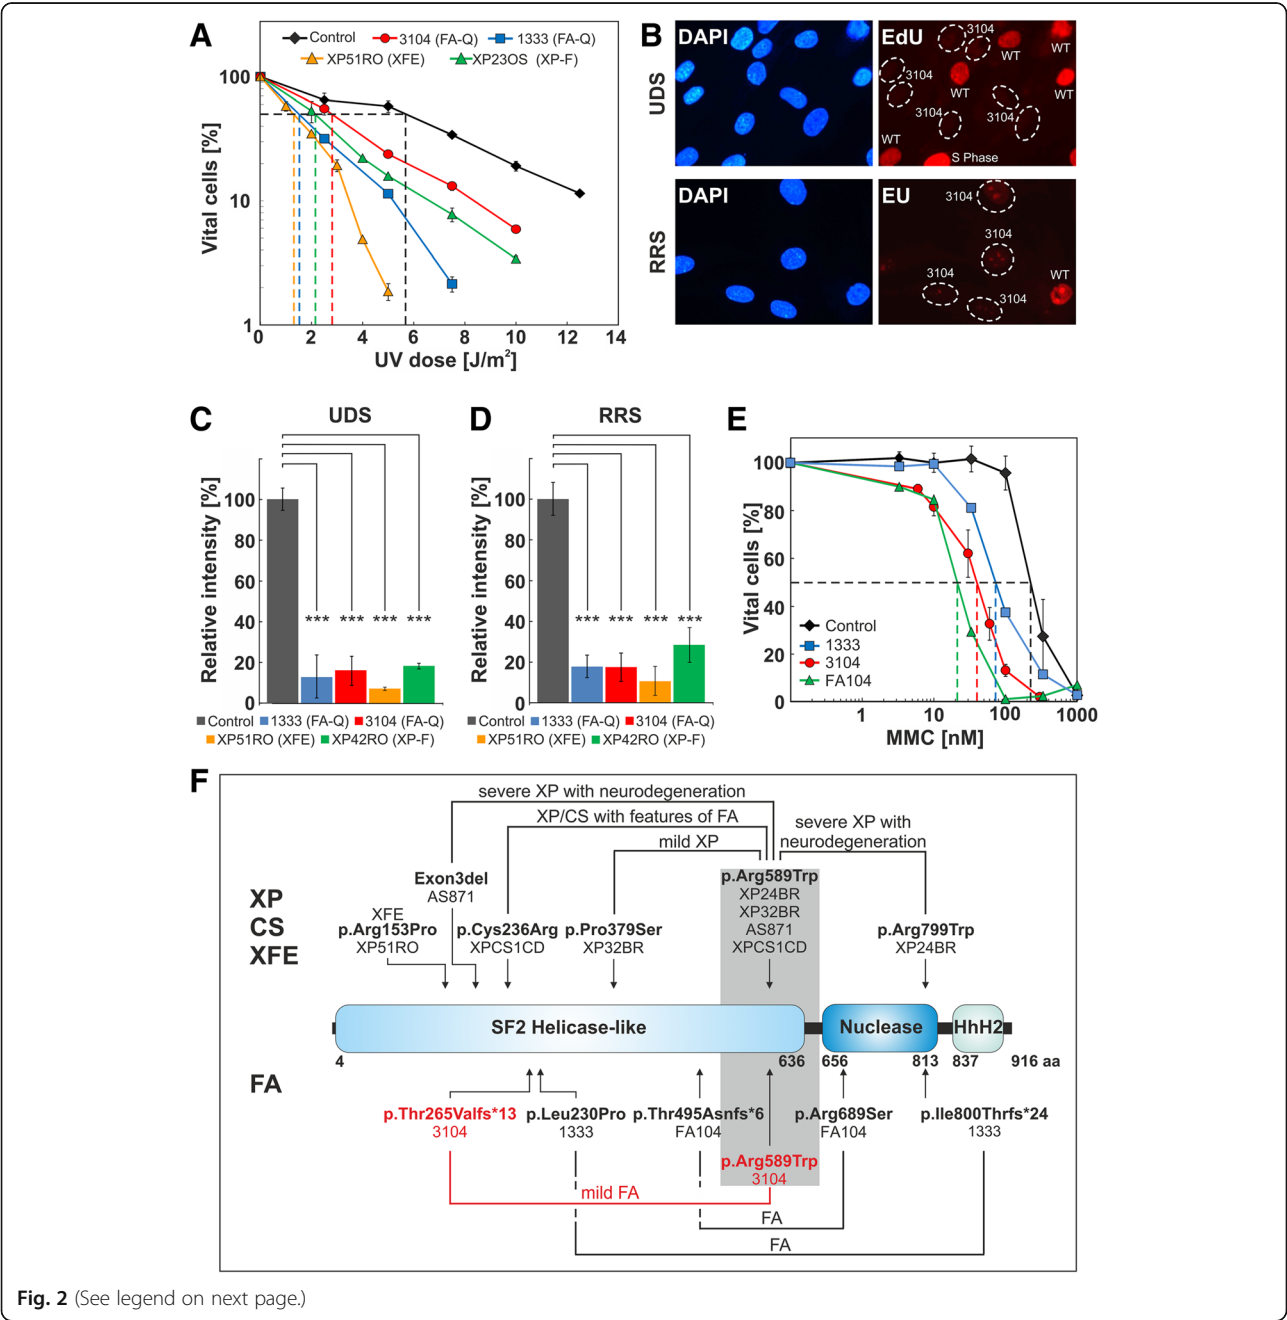 A
Control 3104 (FA-Q) 1333 (FA-Q)
XP51RO (XFE) XP23OS (XP-F)
Vital cells [%]
100
10
1
0 2 4 6 8 10 12 14
UV dose [J/m²]
B
UDS
DAPI
EdU
3104
WT
WT
3104
WT
WT
3104
3104
WT
S Phase
RRS
DAPI
EU
3104
3104
3104
3104
WT
C
UDS
Relative intensity [%]
100
80
60
40
20
0
*** *** *** ***
Control 1333 (FA-Q) 3104 (FA-Q)
XP51RO (XFE) XP42RO (XP-F)
D
RRS
Relative intensity [%]
100
80
60
40
20
0
*** *** *** ***
Control 1333 (FA-Q) 3104 (FA-Q)
XP51RO (XFE) XP42RO (XP-F)
E
Vital cells [%]
100
80
60
40
20
0
Control
1333
3104
FA104
1 10 100 1000
MMC [nM]
F
severe XP with neurodegeneration
XP/CS with features of FA
mild XP
severe XP with
neurodegeneration
XP
CS
XFE
XFE
p.Arg153Pro
XP51RO
Exon3del
AS871
p.Cys236Arg
XPCS1CD
p.Pro379Ser
XP32BR
p.Arg589Trp
XP24BR
XP32BR
AS871
XPCS1CD
p.Arg799Trp
XP24BR
SF2 Helicase-like
Nuclease
HhH2
4 636 656 813 837 916 aa
FA
p.Thr265Valfs*13
3104
p.Leu230Pro
1333
p.Thr495Asnfs*6
FA104
p.Arg689Ser
FA104
p.Ile800Thrfs*24
1333
p.Arg589Trp
3104
mild FA
FA
FA
Fig. 2 (See legend on next page.)